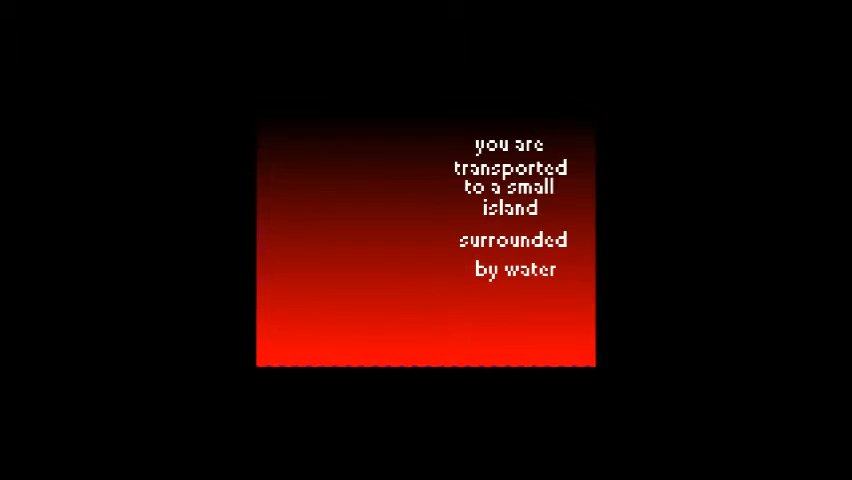 you are
transported
to a small
island
surrounded
by water